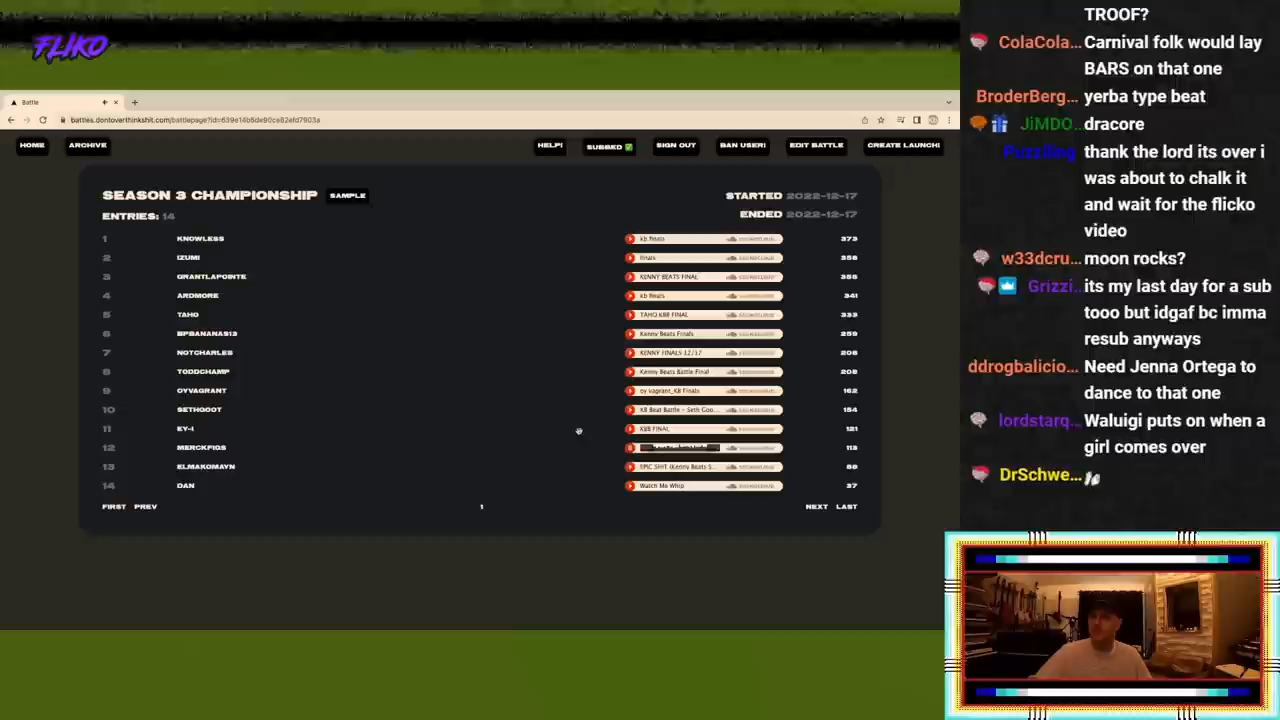 FLIKO
Battle
battles.dontoverthinkshit.com/battlepage?id=639e14b6de90ce82efd7903a
HOME ARCHIVE HELP! SUBBED ✅ SIGN OUT BAN USER! EDIT BATTLE CREATE LAUNCH!
SEASON 3 CHAMPIONSHIP SAMPLE STARTED 2022-12-17
ENTRIES: 14 ENDED 2022-12-17
1 KNOWLESS kb finals 373
2 IZUMI finals
3 GRANTLAPOINTE KENNY BEATS FINAL
4 ARDMORE kb finals 341
5 TAHO TAHO KBB FINAL 333
6 BPBANANAS13 Kenny Beats Finals 259
7 NOTCHARLES KENNY FINALS 12/17
8 TODDCHAMP Kenny Beats Battle Final
9 OYVAGRANT oy vagrant_KB Finals 162
10 SETHGOOT KB Beat Battle - Seth Goo... 154
11 EY-I KBB FINAL 121
12 MERCKFIGS 113
13 ELMAKOMAYN EPIC SHIT (Kenny Beats S...
14 DAN Watch Me Whip 37
FIRST PREV 1 NEXT LAST
TROOF?
ColaCola... Carnival folk would lay
BARS on that one
BroderBerg... yerba type beat
JiMDO... dracore
Puzziling thank the lord its over i
was about to chalk it
and wait for the flicko
video
w33dcru... moon rocks?
Grizzi... its my last day for a sub
tooo but idgaf bc imma
resub anyways
ddrogbalicio... Need Jenna Ortega to
dance to that one
lordstarq... Waluigi puts on when a
girl comes over
DrSchwe...